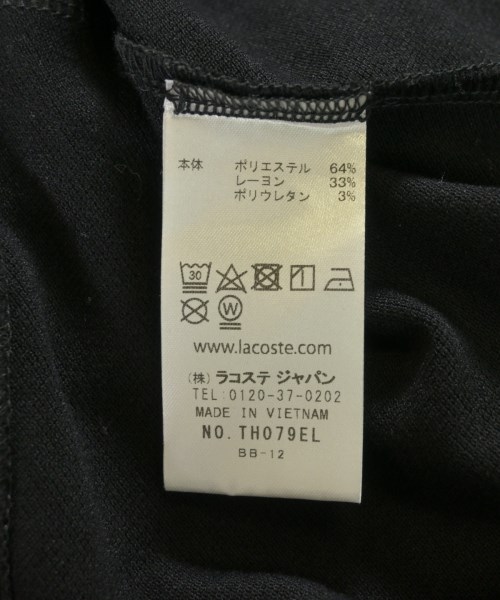 本体 ポリエステル 64%
レーヨン 33%
ポリウレタン 3%
30
W
www.lacoste.com
(株) ラコステ ジャパン
TEL:0120-37-0202
MADE IN VIETNAM
NO. TH079EL
BB-12